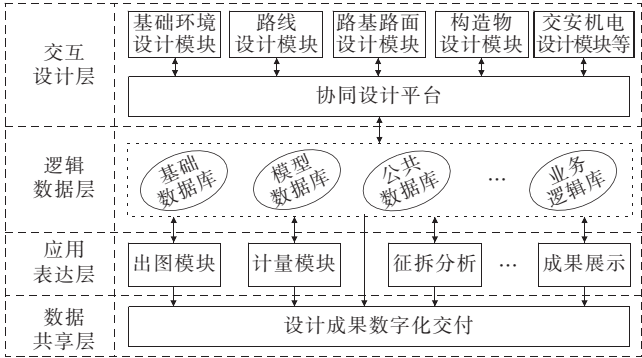 交互
设计层
基础环境
设计模块
路线
设计模块
路基路面
设计模块
构造物
设计模块
交安机电
设计模块等
协同设计平台
逻辑
数据层
基础
数据库
模型
数据库
公共
数据库
...
业务
逻辑库
应用
表达层
出图模块
计量模块
征拆分析
...
成果展示
数据
共享层
设计成果数字化交付